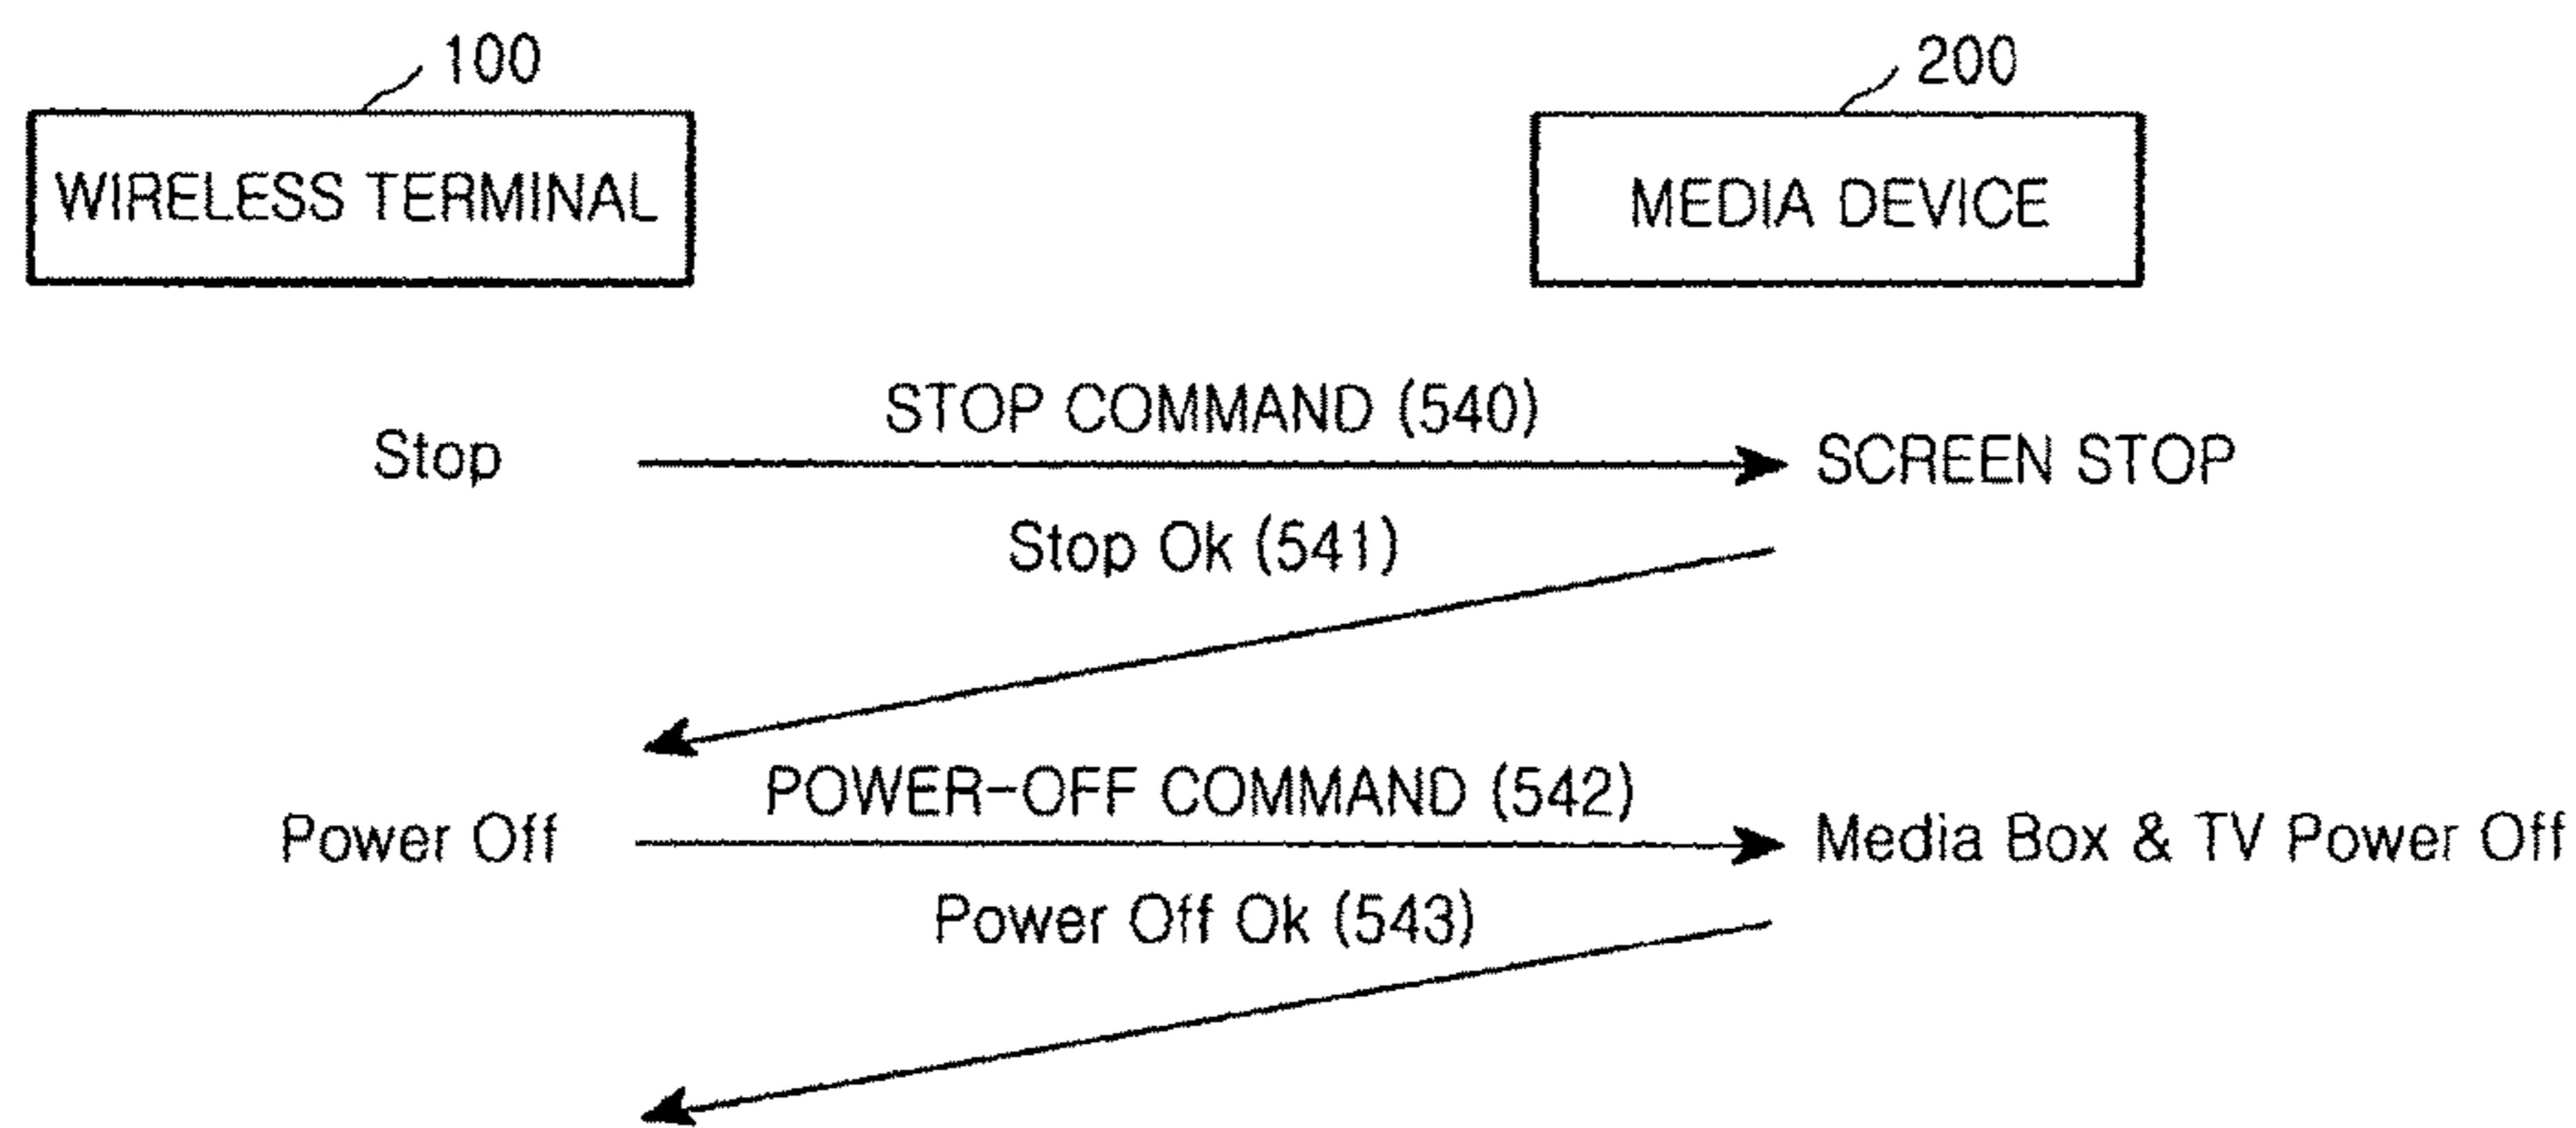 100
200
WIRELESS TERMINAL
MEDIA DEVICE
STOP COMMAND (540)
Stop
SCREEN STOP
Stop Ok (541)
POWER-OFF COMMAND (542)
Power Off
Media Box & TV Power Off
Power Off Ok (543)